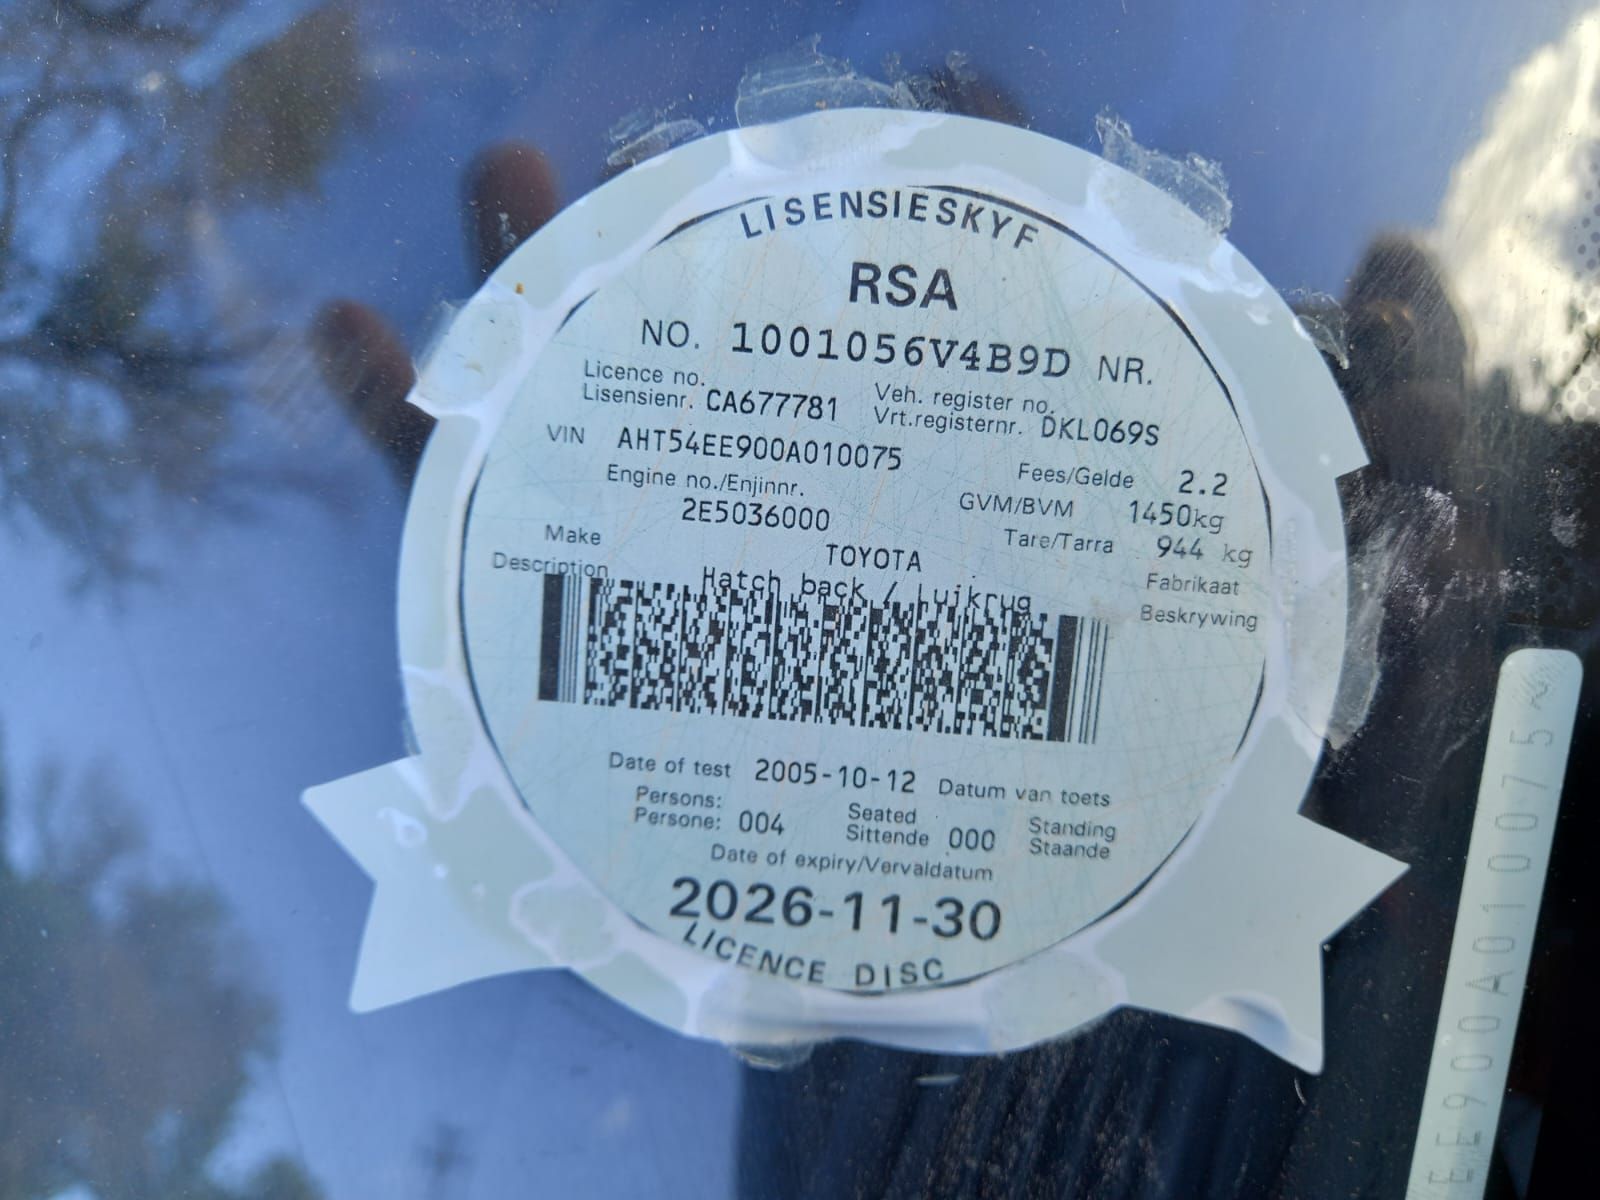 LISENSIESKYF
RSA
NO. 1001056V4B9D NR.
Licence no.
Lisensienr. CA677781
Veh. register no.
Vrt.registernr. DKL069S
VIN AHT54EE900A010075
Engine no./Enjinnr.
2E5036000
Fees/Gelde 2.2
GVM/BVM 1450kg
Tare/Tarra 944 kg
Make TOYOTA Fabrikaat
Description Hatch back / Luikrug Beskrywing
Date of test 2005-10-12 Datum van toets
Persons:
Persone: 004
Seated
Sittende 000
Standing
Staande
Date of expiry/Vervaldatum
2026-11-30
LICENCE DISC
EE900A010075